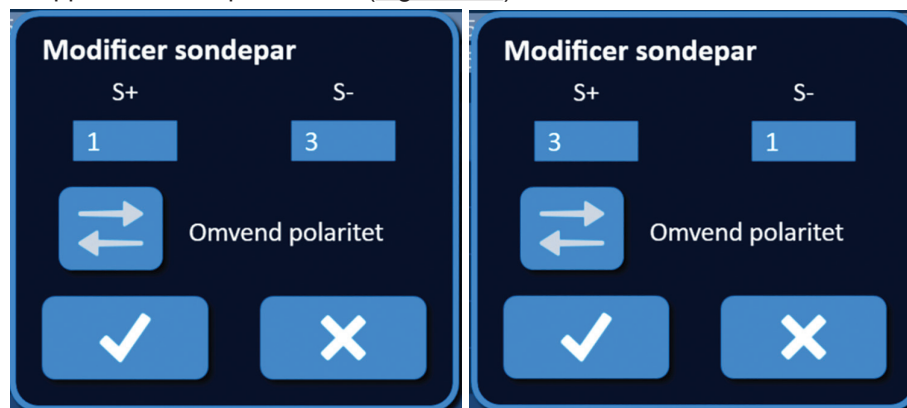 Modificer sondepar
S+ S-
1 3
Omvend polaritet
Modificer sondepar
S+ S-
3 1
Omvend polaritet